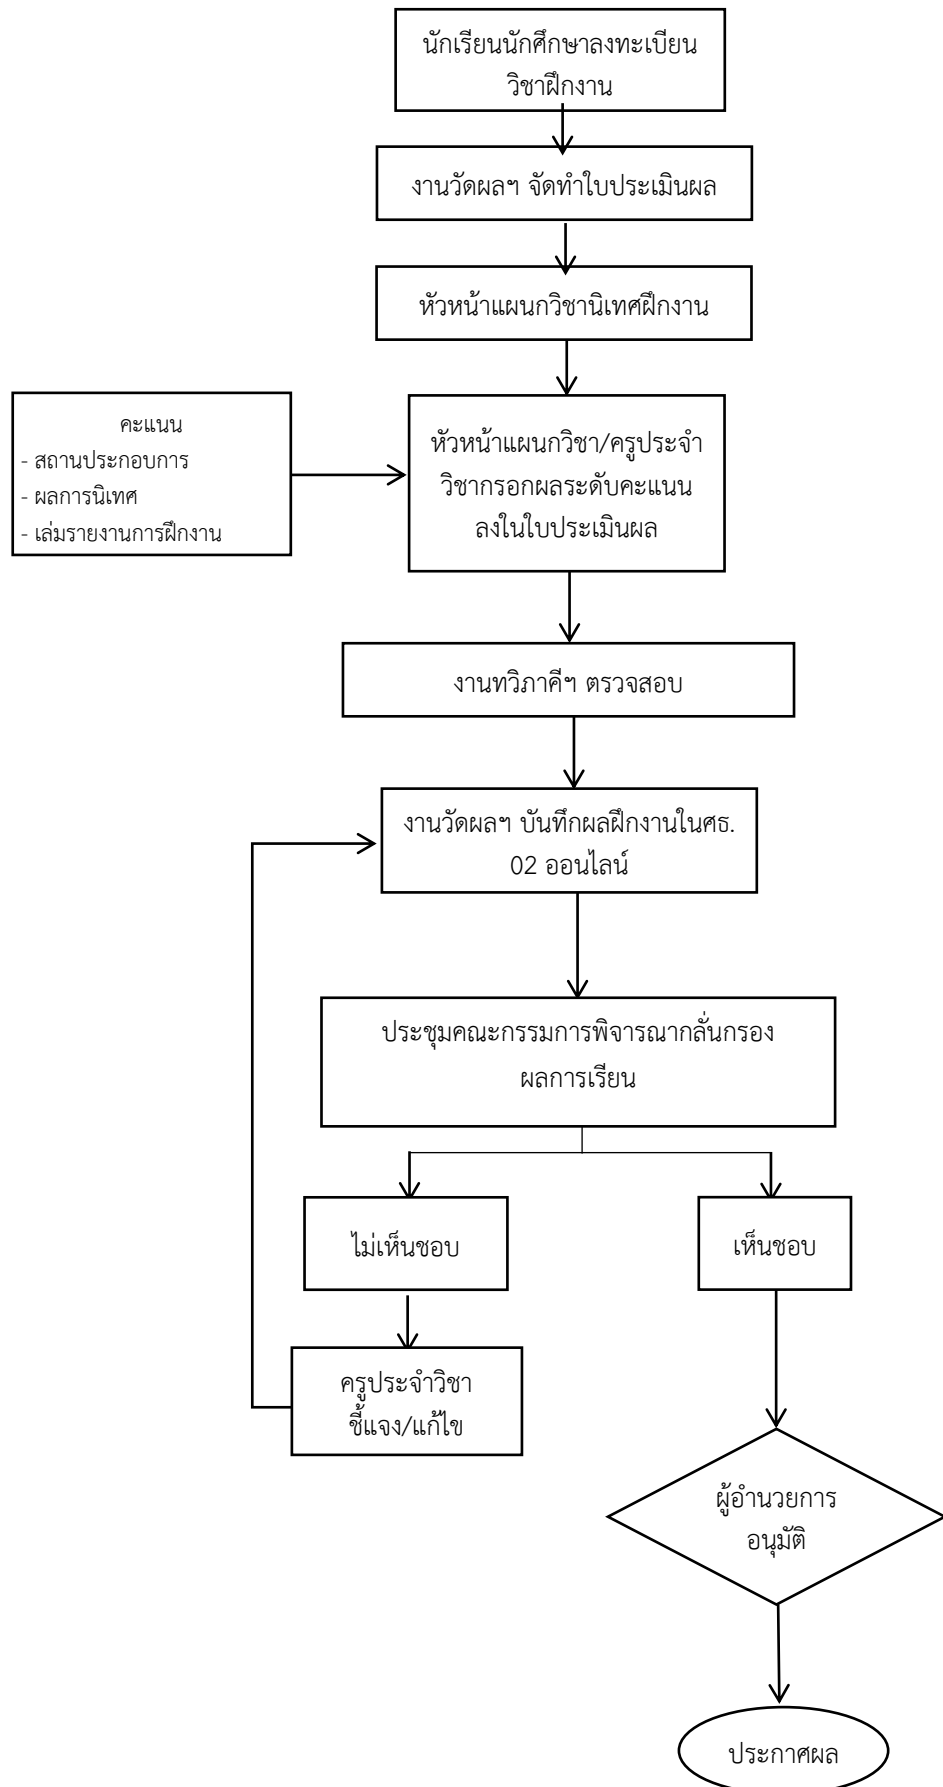 นักเรียนนักศึกษาลงทะเบียน
วิชาฝึกงาน
งานวัดผลฯ จัดทำใบประเมินผล
หัวหน้าแผนกวิชานิเทศฝึกงาน
คะแนน
- สถานประกอบการ
- ผลการนิเทศ
- เล่มรายงานการฝึกงาน
หัวหน้าแผนกวิชา/ครูประจำ
วิชากรอกผลระดับคะแนน
ลงในใบประเมินผล
งานทวิภาคีฯ ตรวจสอบ
งานวัดผลฯ บันทึกผลฝึกงานในศธ.
02 ออนไลน์
ประชุมคณะกรรมการพิจารณากลั่นกรอง
ผลการเรียน
ไม่เห็นชอบ
เห็นชอบ
ครูประจำวิชา
ชี้แจง/แก้ไข
ผู้อำนวยการ
อนุมัติ
ประกาศผล